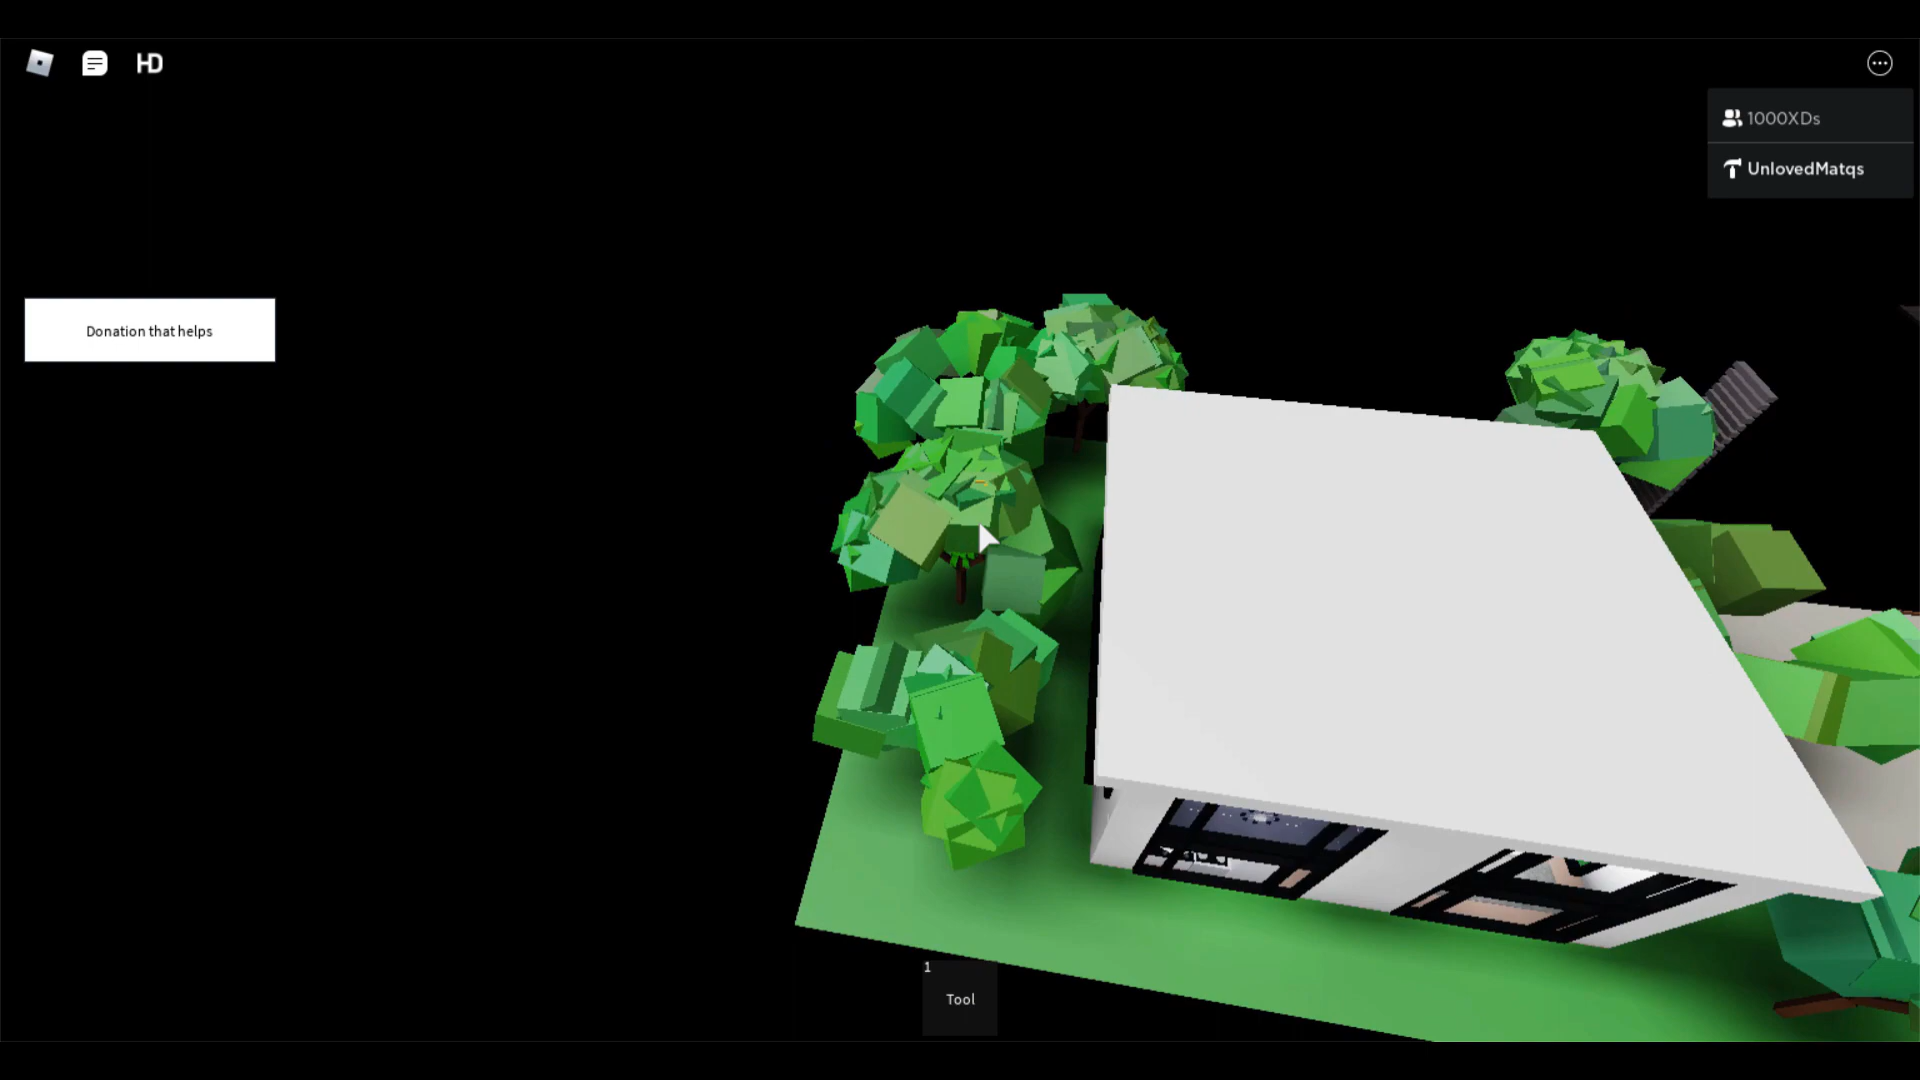 HD
1000XDs
UnlovedMatqs
Donation that helps
1
Tool